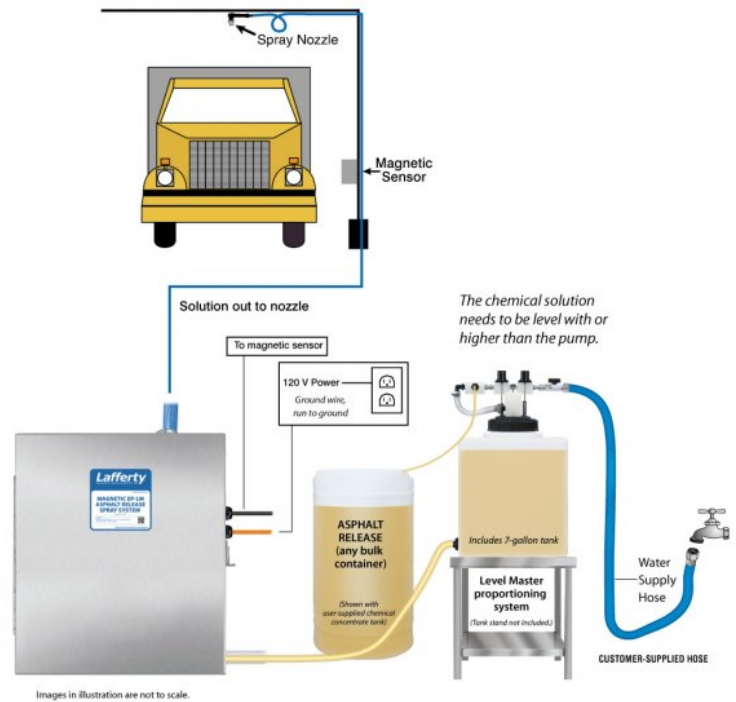 Spray Nozzle
Magnetic
Sensor
Solution out to nozzle
The chemical solution
needs to be level with or
higher than the pump.
To magnetic sensor
120 V Power
Ground wire,
run to ground
Lafferty
MAGNETIC EP-LM
ASPHALT RELEASE
SPRAY SYSTEM
ASPHALT
RELEASE
(any bulk
container)
(Shown with
user-supplied chemical
concentrate tank)
Includes 7-gallon tank
Level Master
proportioning
system
(Tank stand not included.)
Water
Supply
Hose
CUSTOMER-SUPPLIED HOSE
Images in illustration are not to scale.